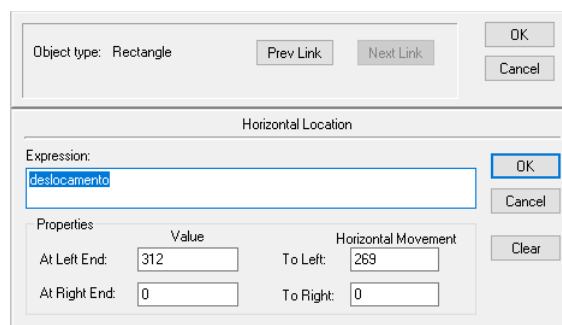 OK
Object type: Rectangle Prev Link Next Link
Cancel
Horizontal Location
Expression:
deslocamento
OK
Cancel
Properties
Value Horizontal Movement
Clear
At Left End: 312 To Left: 269
At Right End: 0 To Right: 0